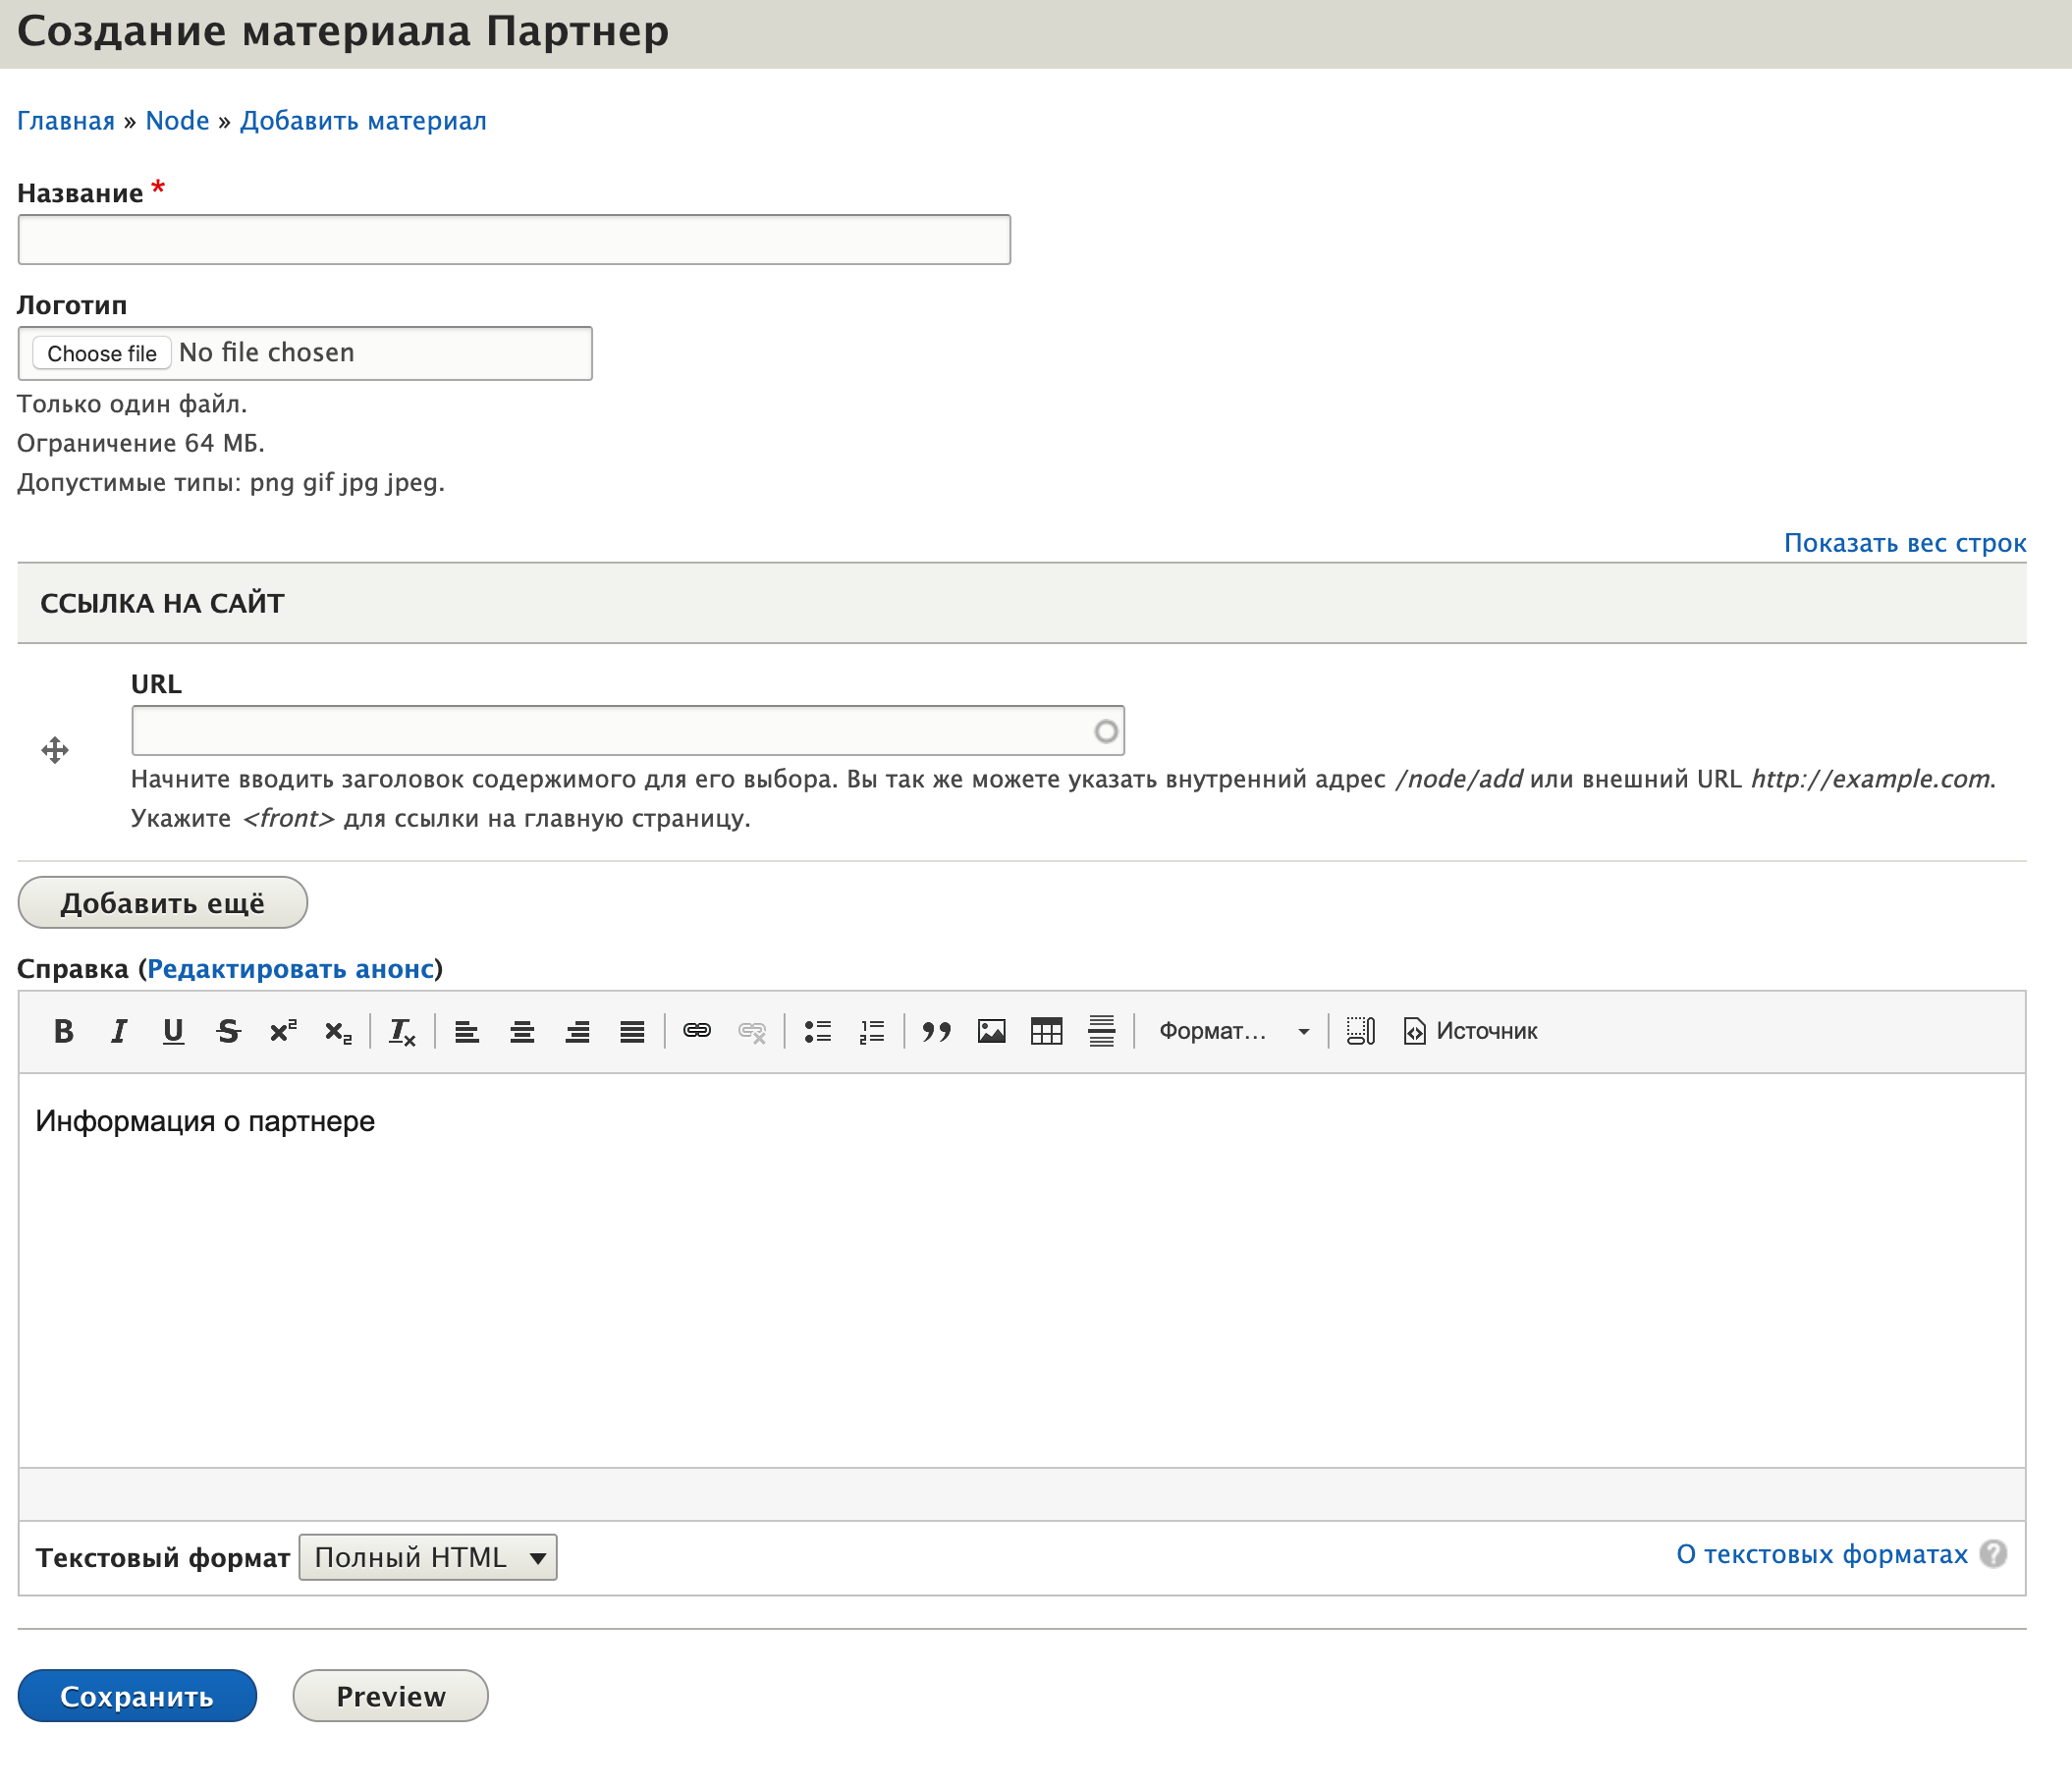 Создание материала Партнер
Главная » Node » Добавить материал
Название *
Логотип
Choose file No file chosen
Только один файл.
Ограничение 64 МБ.
Допустимые типы: png gif jpg jpeg.
Показать вес строк
ССЫЛКА НА САЙТ
URL
Начните вводить заголовок содержимого для его выбора. Вы так же можете указать внутренний адрес /node/add или внешний URL http://example.com.
Укажите <front> для ссылки на главную страницу.
Добавить ещё
Справка (Редактировать анонс)
Формат... Источник
Информация о партнере
Текстовый формат Полный HTML О текстовых форматах ?
Сохранить Preview